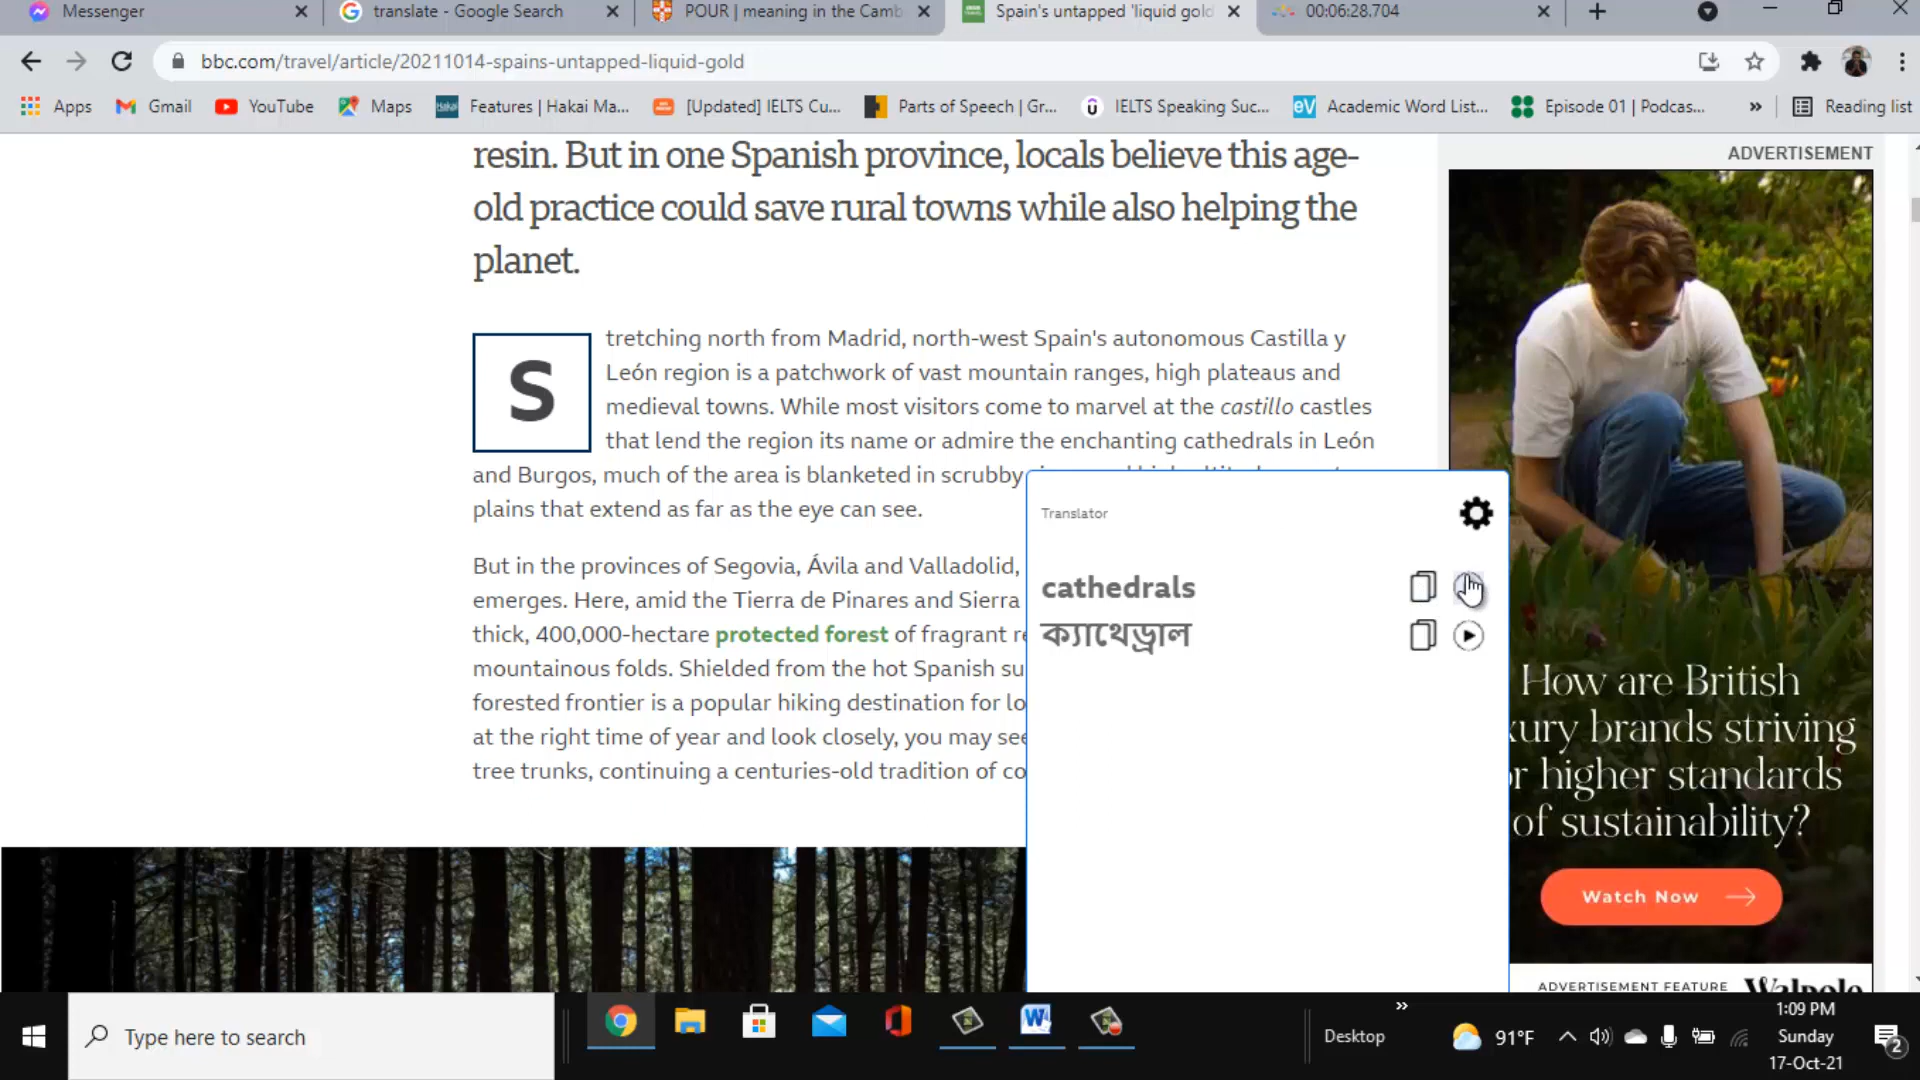 Messenger
translate - Google Search
POUR | meaning in the Camb
Spain's untapped 'liquid gold
00:06:28.704
bbc.com/travel/article/20211014-spains-untapped-liquid-gold
Apps
Gmail
YouTube
Maps
Features | Hakai Ma...
[Updated] IELTS Cu...
Parts of Speech | Gr...
IELTS Speaking Suc...
Academic Word List...
Episode 01 | Podcas...
Reading list
resin. But in one Spanish province, locals believe this age-
old practice could save rural towns while also helping the
planet.
S
tretching north from Madrid, north-west Spain's autonomous Castilla y
León region is a patchwork of vast mountain ranges, high plateaus and
medieval towns. While most visitors come to marvel at the castillo castles
that lend the region its name or admire the enchanting cathedrals in León
and Burgos, much of the area is blanketed in scrubby
plains that extend as far as the eye can see.
But in the provinces of Segovia, Ávila and Valladolid,
emerges. Here, amid the Tierra de Pinares and Sierra
thick, 400,000-hectare protected forest of fragrant re
mountainous folds. Shielded from the hot Spanish su
forested frontier is a popular hiking destination for lo
at the right time of year and look closely, you may see
tree trunks, continuing a centuries-old tradition of co
Translator
cathedrals
ক্যাথেড্রাল
ADVERTISEMENT
How are British
xury brands striving
or higher standards
of sustainability?
Watch Now
ADVERTISEMENT FEATURE
Walpole
Type here to search
Desktop
91°F
1:09 PM
Sunday
17-Oct-21
2